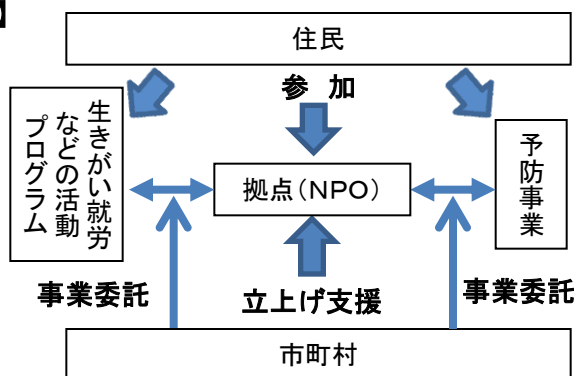 】
住民
参 加
生きがい就労
などの活動
プログラム
拠点(NPO)
予防事業
事業委託
立上げ支援
事業委託
市町村